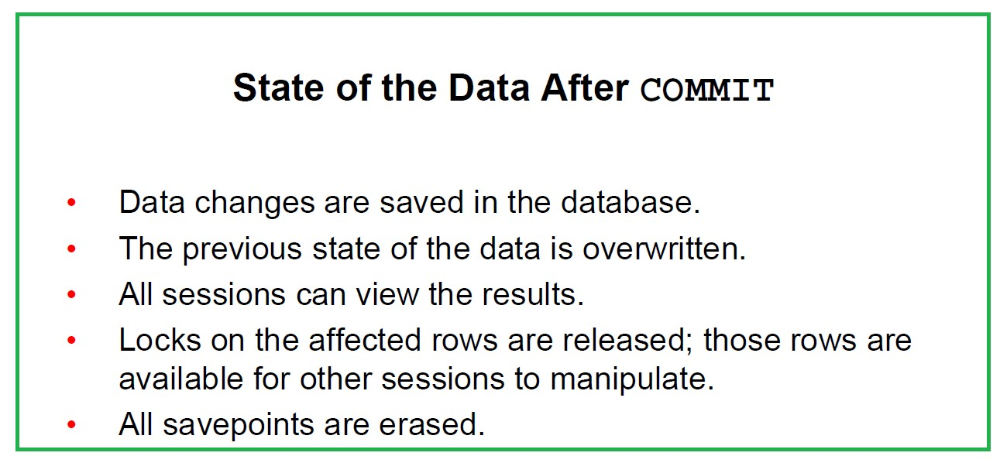 State of the Data After COMMIT
• Data changes are saved in the database.
• The previous state of the data is overwritten.
• All sessions can view the results.
• Locks on the affected rows are released; those rows are
available for other sessions to manipulate.
• All savepoints are erased.